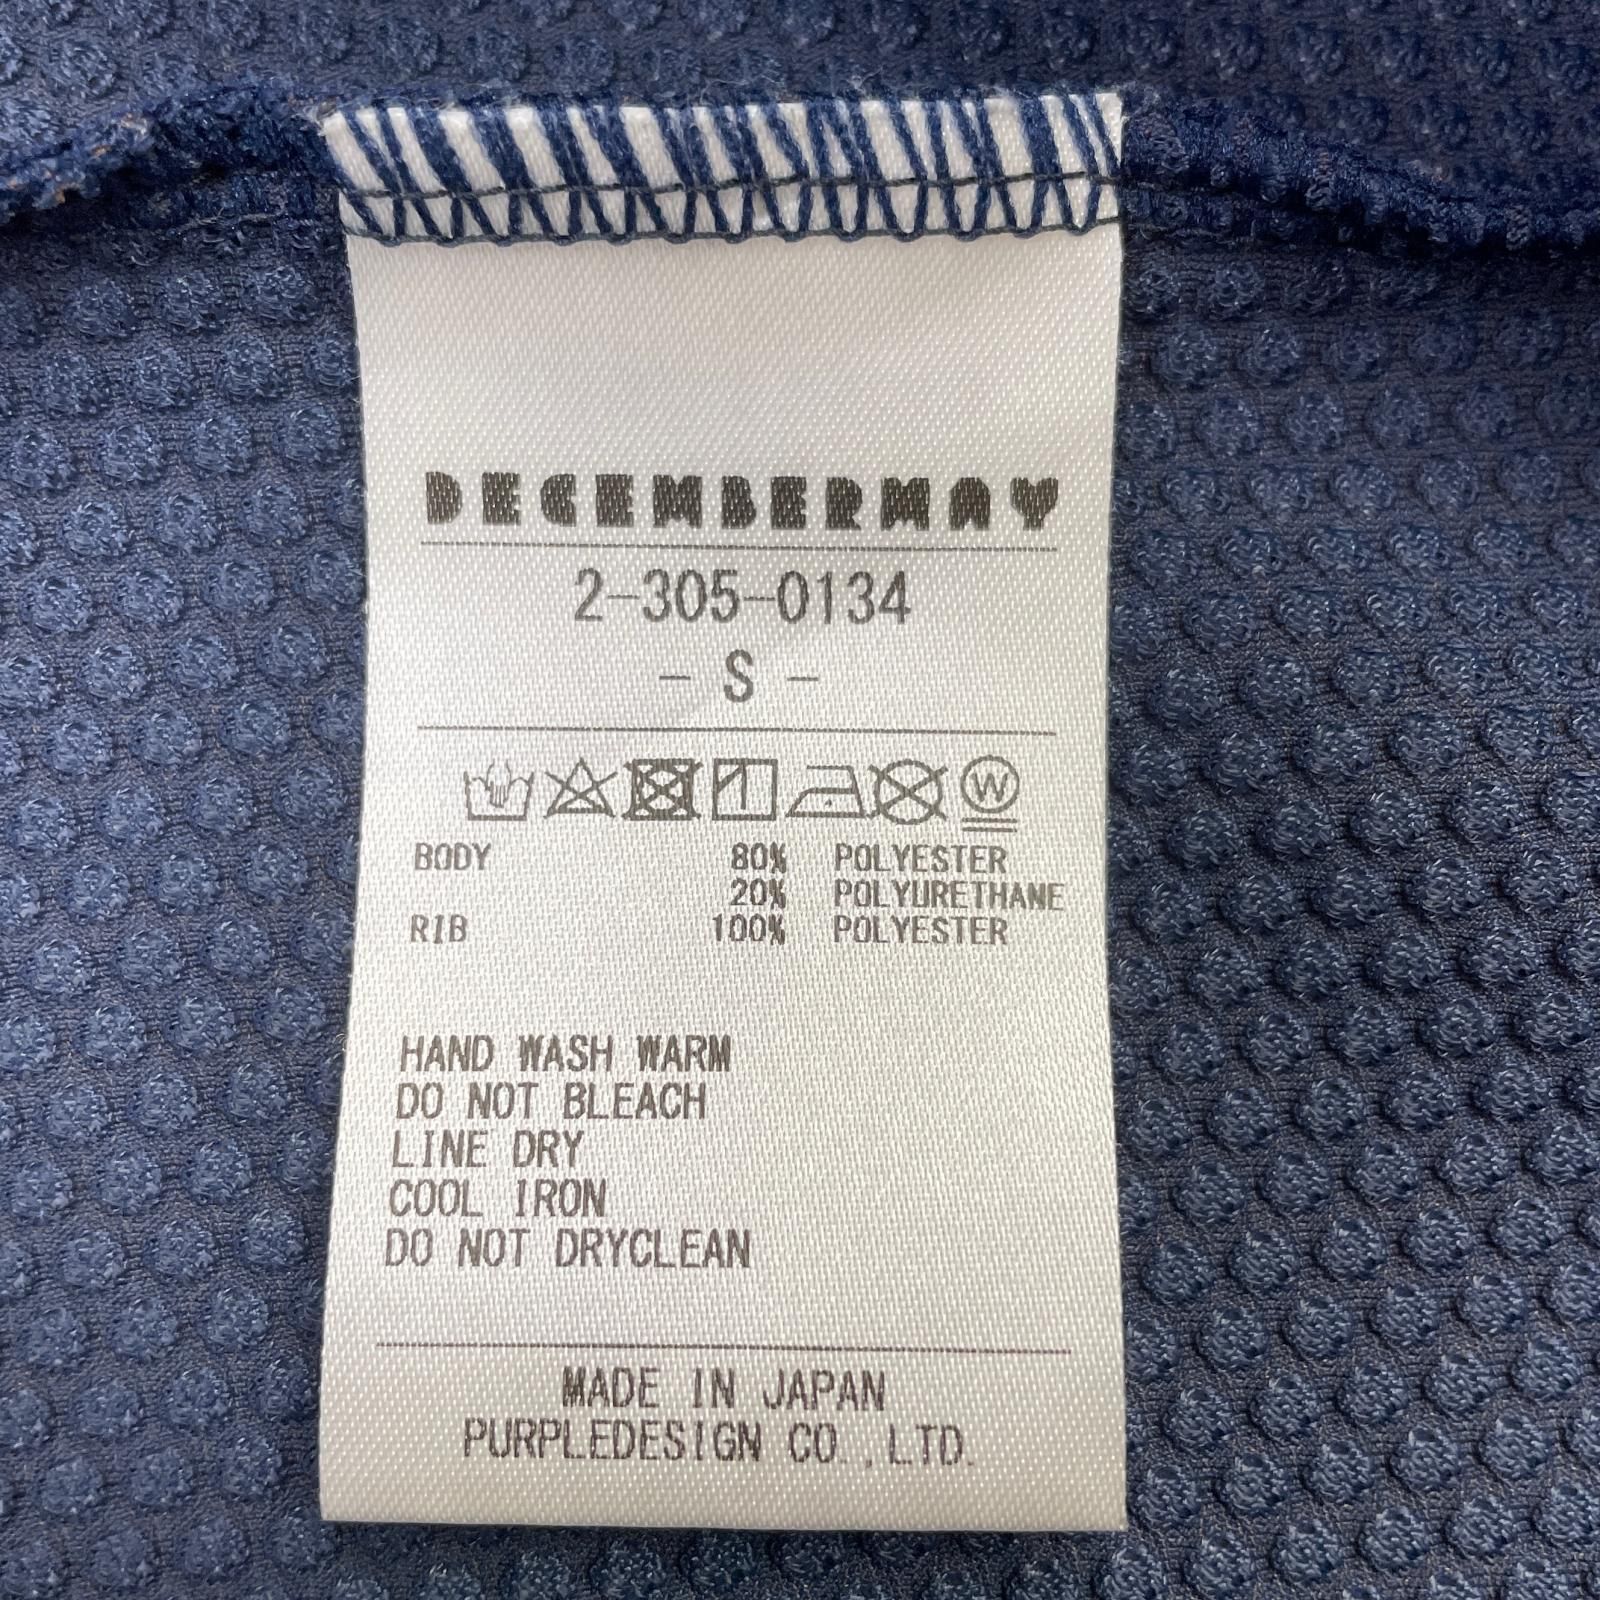 DECEMBERMAY
2-305-0134
- S -
W
BODY 80% POLYESTER
20% POLYURETHANE
RIB 100% POLYESTER
HAND WASH WARM
DO NOT BLEACH
LINE DRY
COOL IRON
DO NOT DRYCLEAN
MADE IN JAPAN
PURPLEDESIGN CO.,LTD.